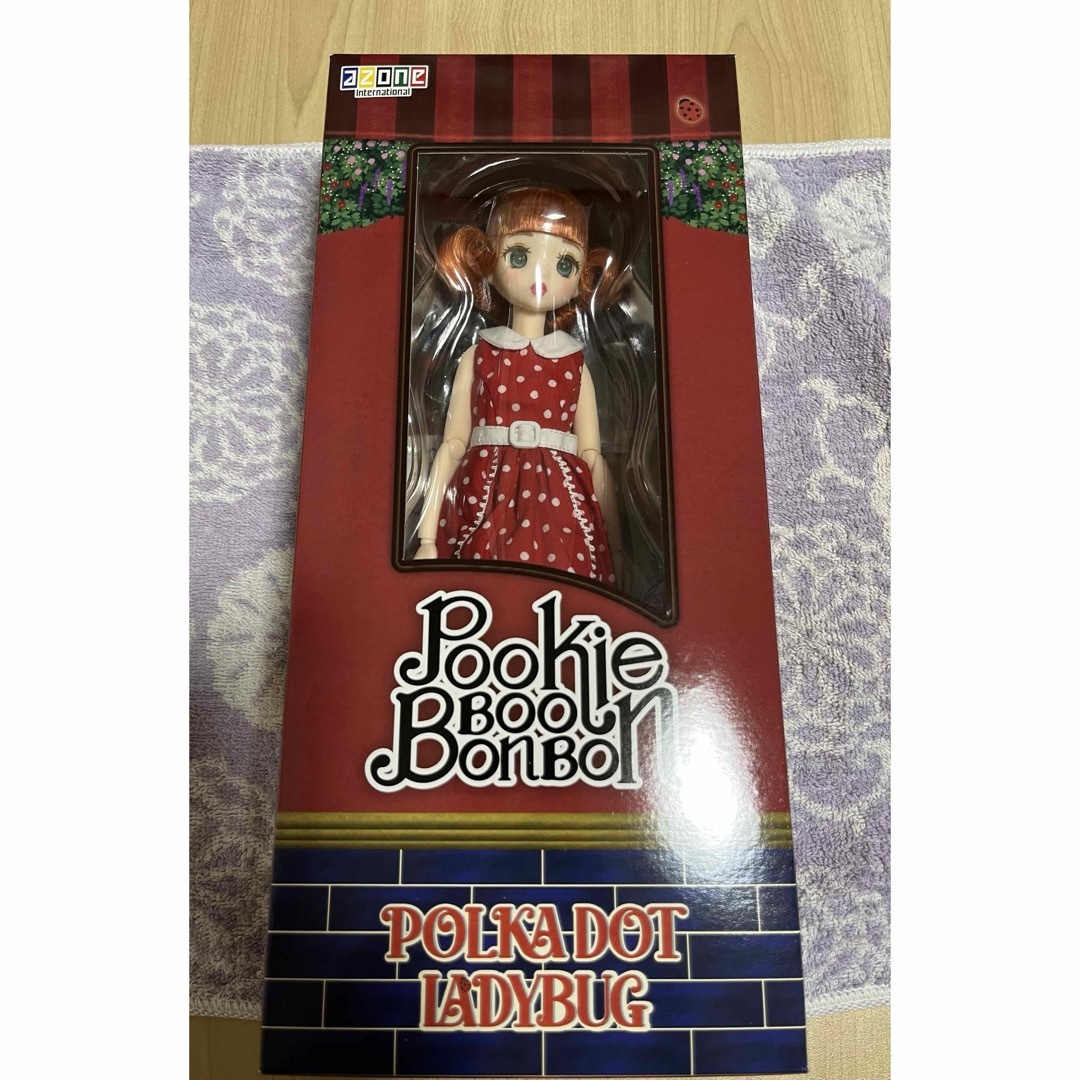 azone
International
Pookie
BOO
BonBon
POLKA DOT
LADYBUG